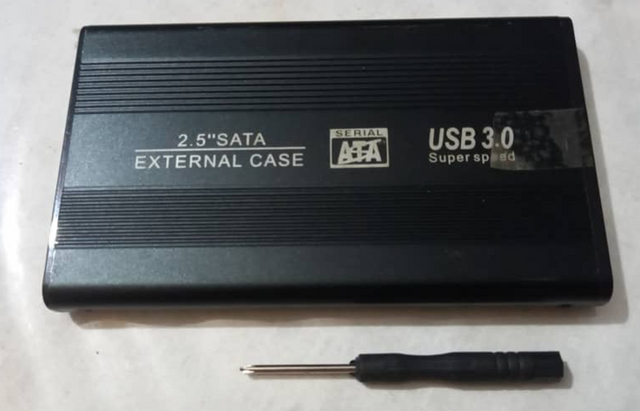 2.5"SATA
EXTERNAL CASE
SERIAL
ATA
USB 3.0
Super speed